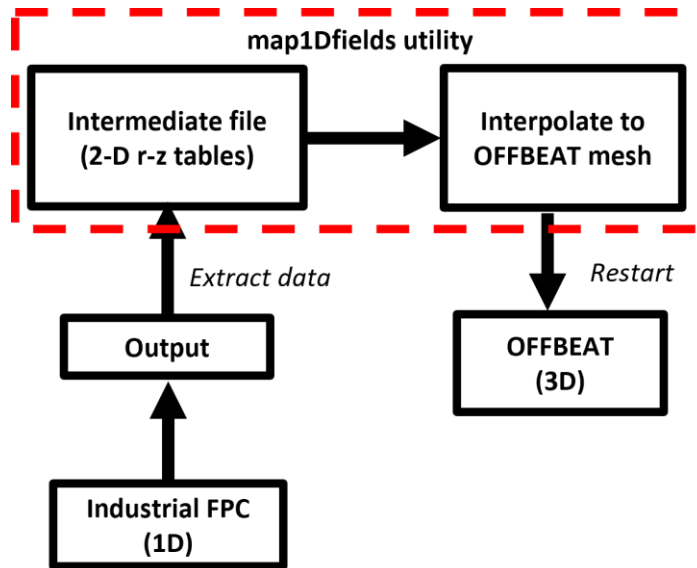 map1Dfields utility
Intermediate file
(2-D r-z tables)
Interpolate to
OFFBEAT mesh
Extract data
Restart
Output
OFFBEAT
(3D)
Industrial FPC
(1D)